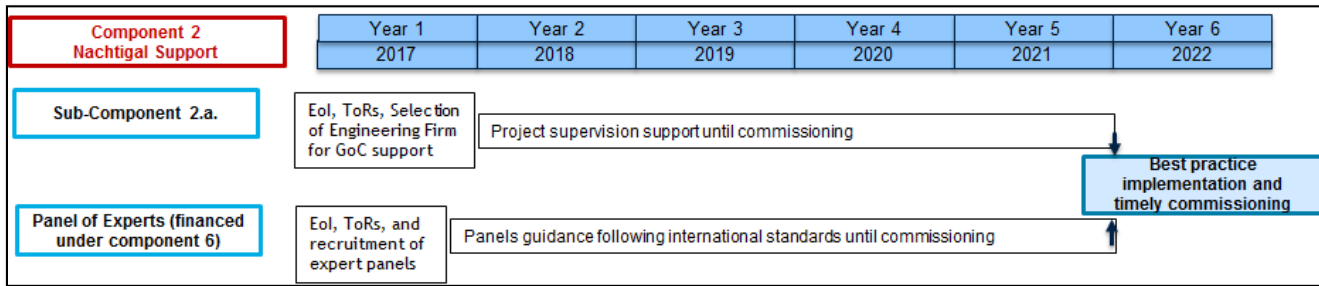 Component 2
Nachtigal Support
Year 1 Year 2 Year 3 Year 4 Year 5 Year 6
2017 2018 2019 2020 2021 2022
Sub-Component 2.a.
EoI, ToRs, Selection
of Engineering Firm
for GoC support
Project supervision support until commissioning
Best practice
implementation and
timely commissioning
Panel of Experts (financed
under component 6)
EoI, ToRs, and
recruitment of
expert panels
Panels guidance following international standards until commissioning